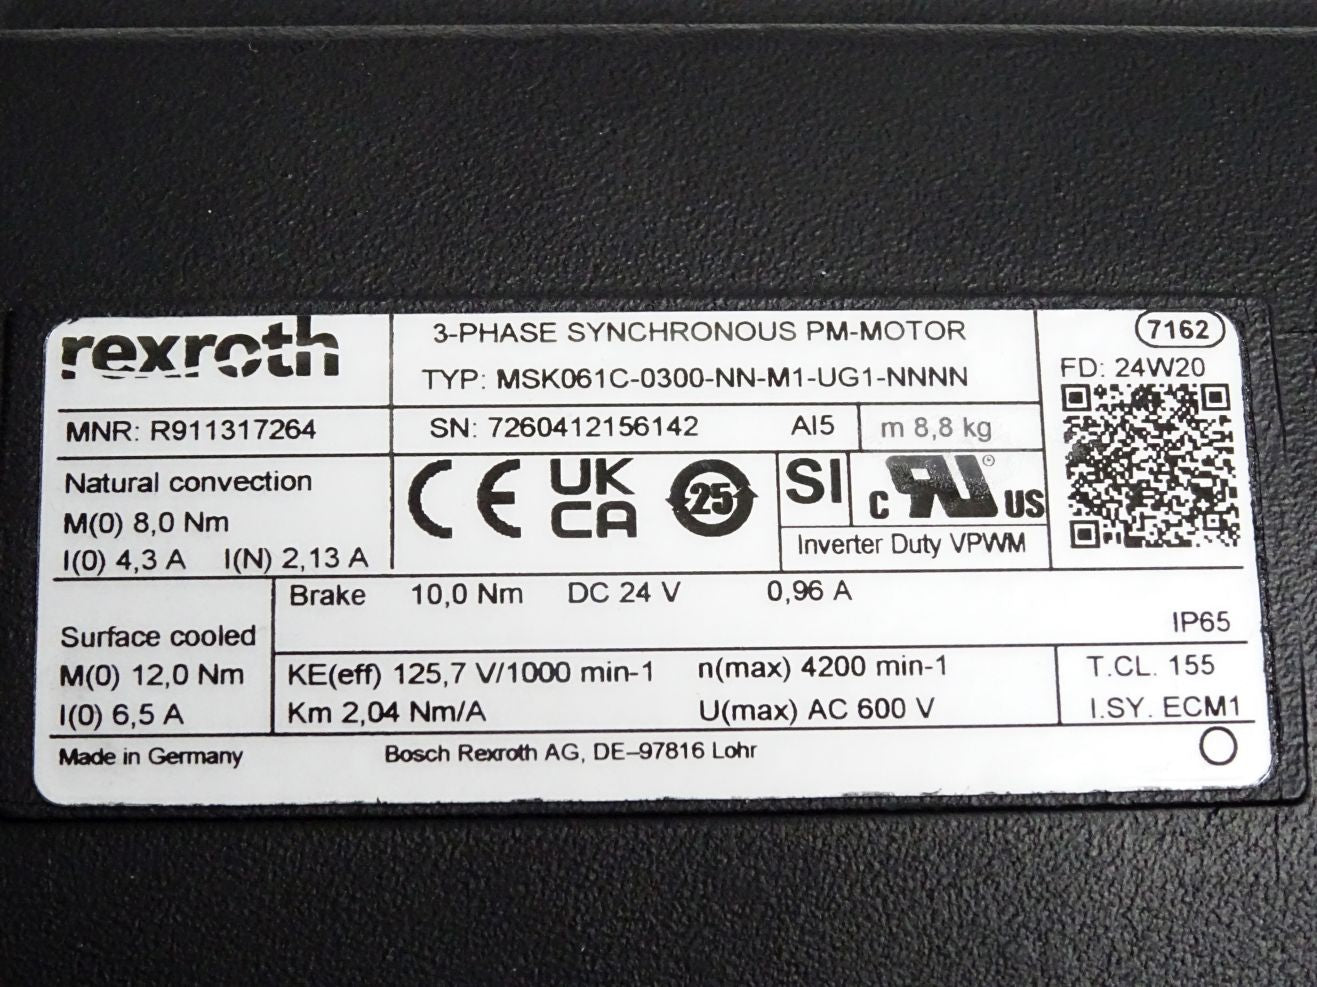 rexroth
3-PHASE SYNCHRONOUS PM-MOTOR
TYP: MSK061C-0300-NN-M1-UG1-NNNN
7162
FD: 24W20
MNR: R911317264
SN: 7260412156142 AI5
m 8,8 kg
Natural convection
M(0) 8,0 Nm
I(0) 4,3 A I(N) 2,13 A
CE
UK
CA
25
SI
c RU ® US
Inverter Duty VPWM
Brake 10,0 Nm DC 24 V 0,96 A
IP65
Surface cooled
M(0) 12,0 Nm
I(0) 6,5 A
KE(eff) 125,7 V/1000 min-1 n(max) 4200 min-1
Km 2,04 Nm/A U(max) AC 600 V
T.CL. 155
I.SY. ECM1
Made in Germany Bosch Rexroth AG, DE–97816 Lohr